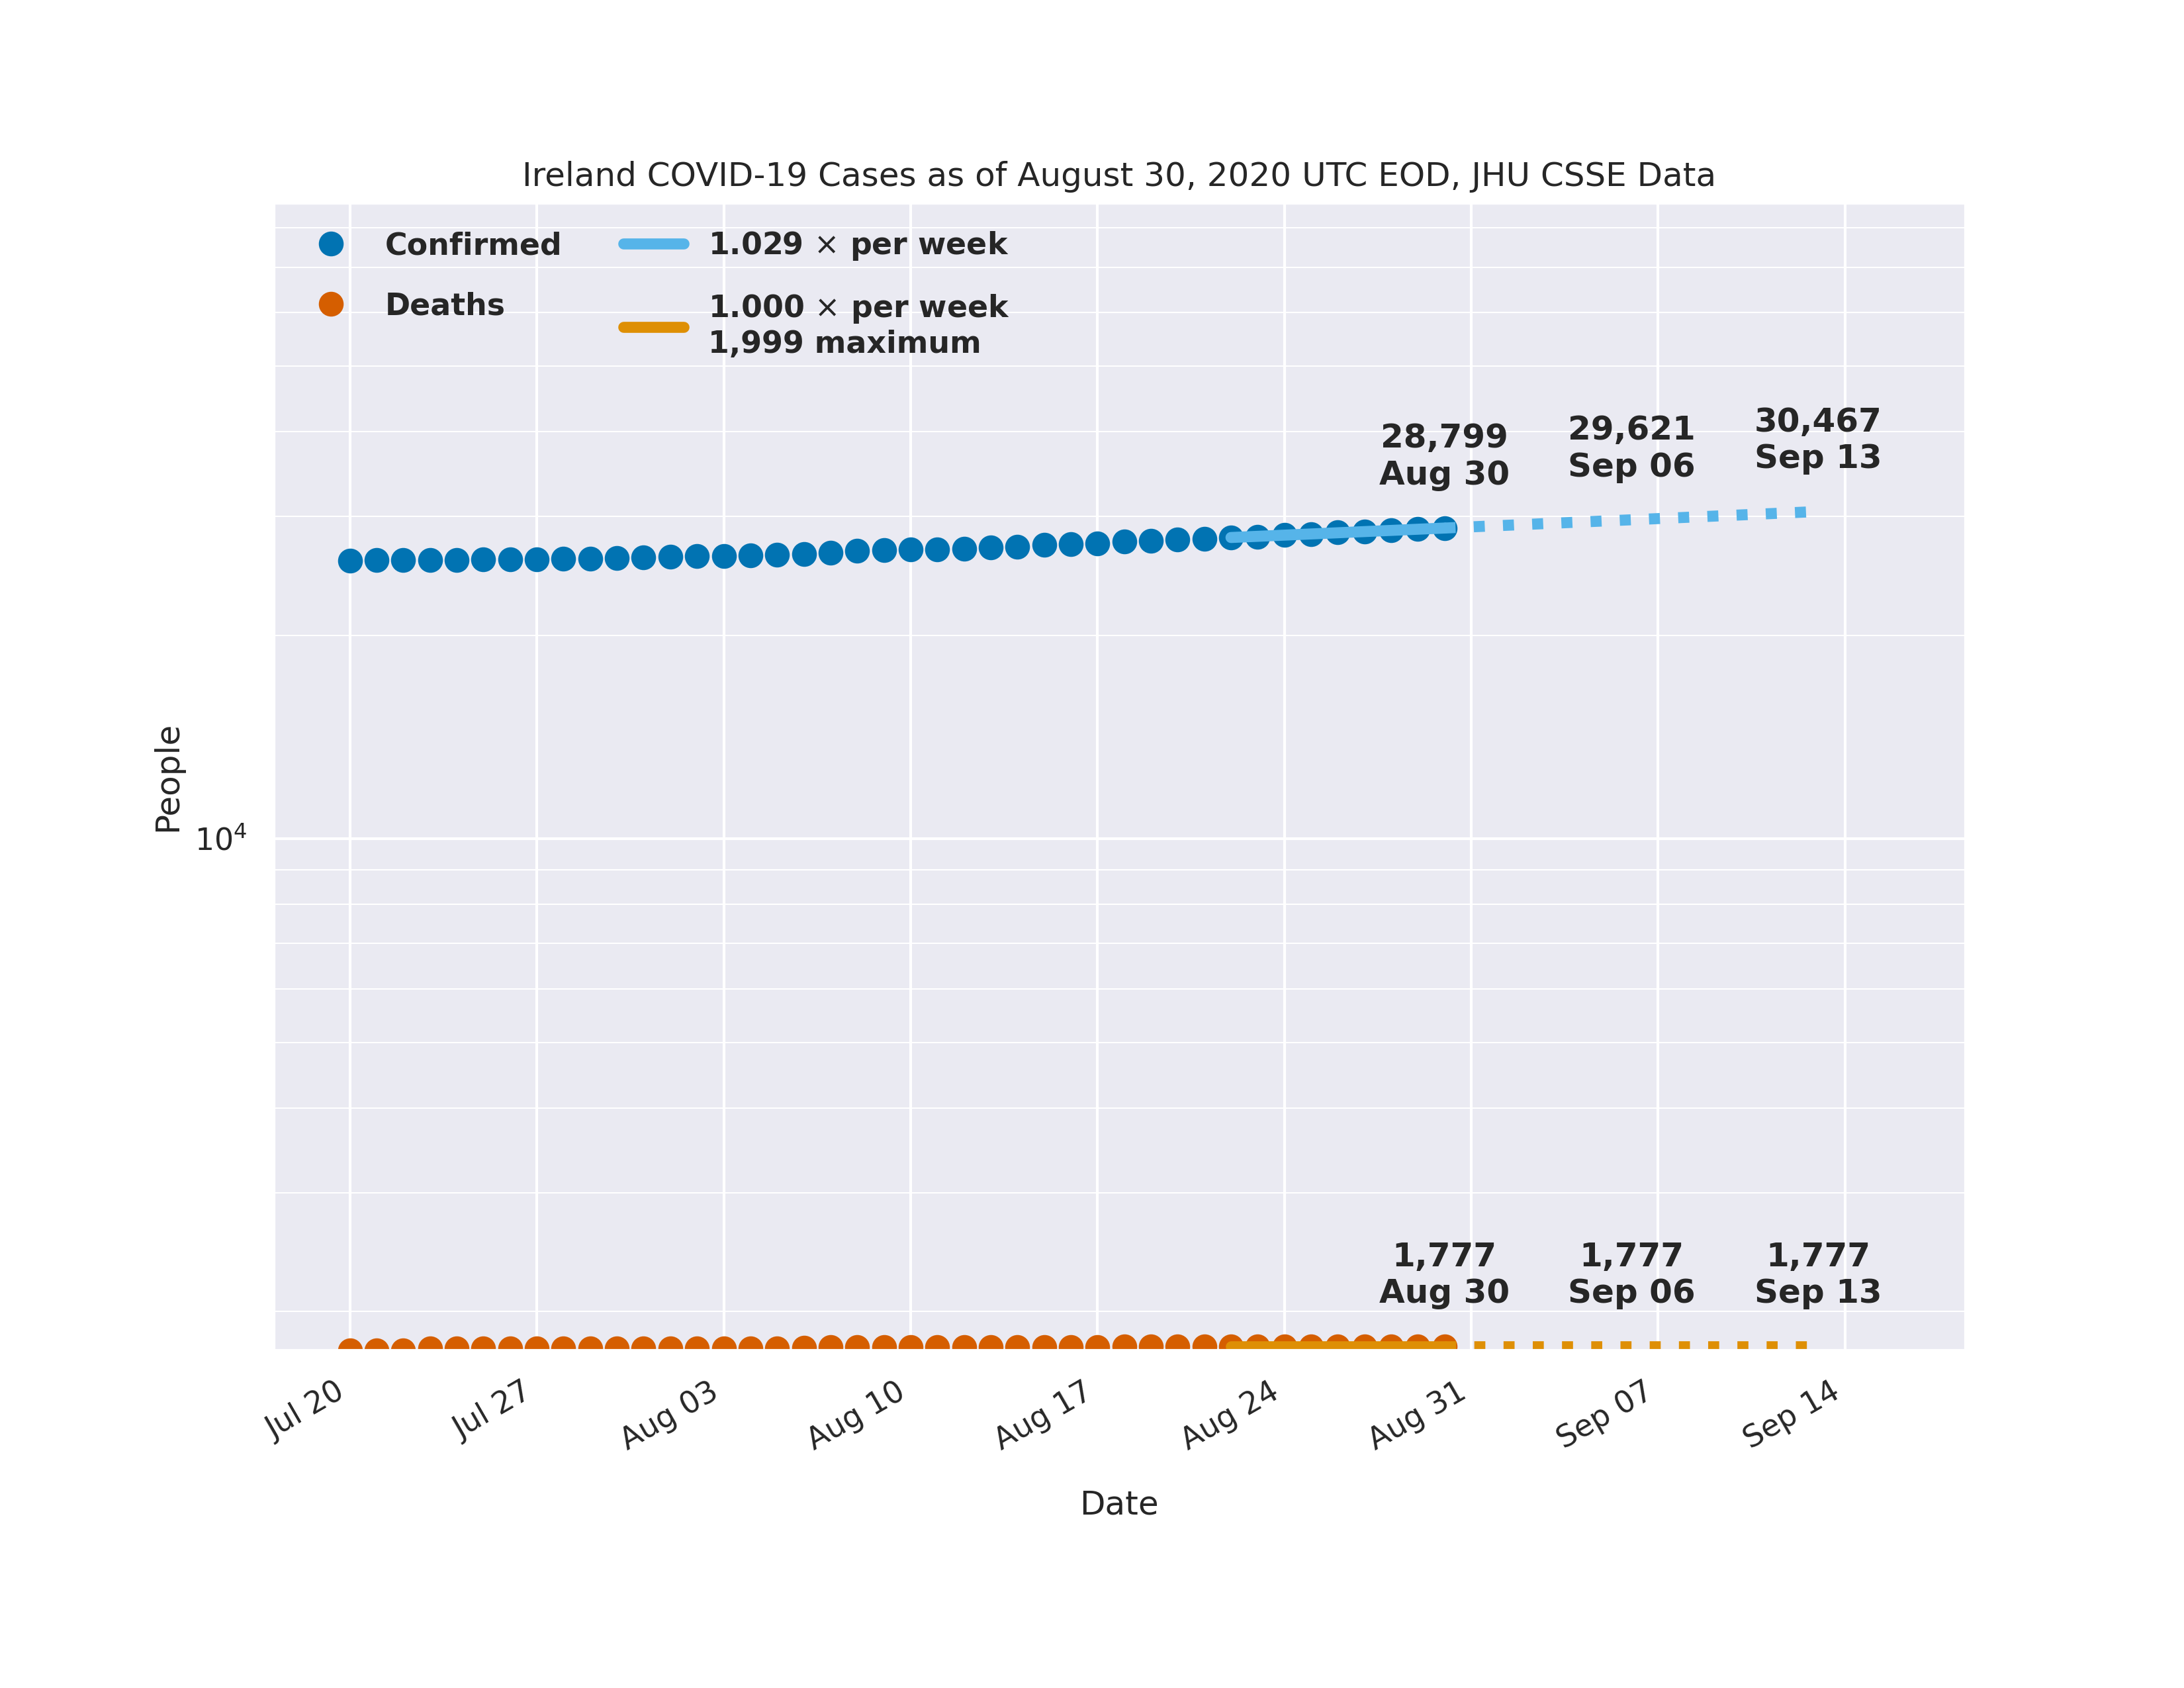 Ireland COVID-19 Cases as of August 30, 2020 UTC EOD, JHU CSSE Data
Confirmed
Deaths
1.029 × per week
1.000 × per week
1,999 maximum
28,799
Aug 30
29,621
Sep 06
30,467
Sep 13
People
10⁴
1,777
Aug 30
1,777
Sep 06
1,777
Sep 13
Jul 20
Jul 27
Aug 03
Aug 10
Aug 17
Aug 24
Aug 31
Sep 07
Sep 14
Date